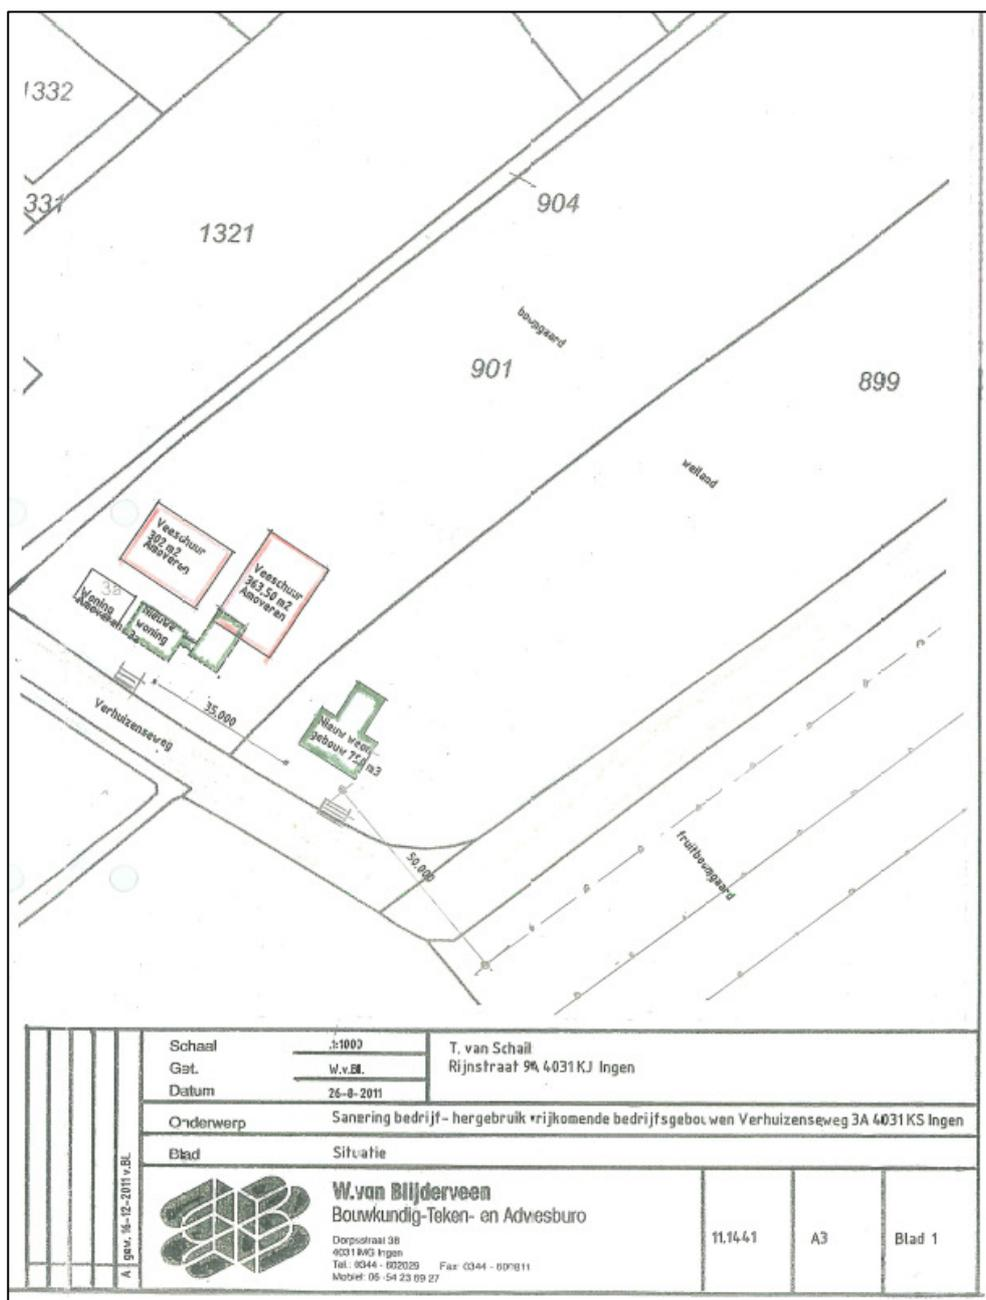 1332
331
1321
904
boomgaard
901
899
weiland
Veeschuur
302 m2
Amoveren
Veeschuur
363,50 m2
Amoveren
3a
Woning
Amoveren 3a
Nieuwe
woning
35,000
Verhuizenseweg
Nieuw woon
gebouw 750 m3
50,000
fruitboomgaard
A gew. 16-12-2011 v.Bl.
Schaal 1:1000
Get. W.v.Bl.
Datum 26-8-2011
T. van Schail
Rijnstraat 9A 4031 KJ Ingen
Onderwerp Sanering bedrijf- hergebruik vrijkomende bedrijfsgebouwen Verhuizenseweg 3A 4031 KS Ingen
Blad Situatie
W.van Blijderveen
Bouwkundig-Teken- en Adviesburo
Dorpsstraat 38
4031 MG Ingen
Tel.: 0344 - 602029 Fax: 0344 -
Mobiel: 06 -54 23 69 27
11.1441
A3
Blad 1